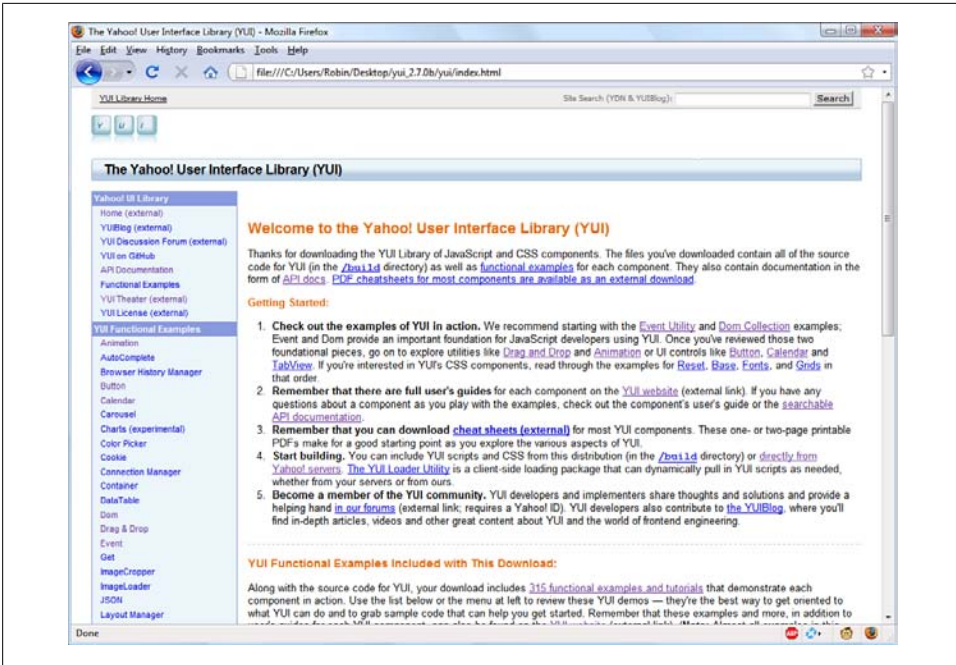 The Yahoo! User Interface Library (YUI) - Mozilla Firefox
File Edit View History Bookmarks Tools Help
file:///C:/Users/Robin/Desktop/yui_2.7.0b/yui/index.html
YUI Library Home
Site Search (YDN & YUIBlog):
Search
Y U I
The Yahoo! User Interface Library (YUI)
Yahoo! UI Library
Home (external)
YUIBlog (external)
YUI Discussion Forum (external)
YUI on GitHub
API Documentation
Functional Examples
YUI Theater (external)
YUI License (external)
YUI Functional Examples
Animation
AutoComplete
Browser History Manager
Button
Calendar
Carousel
Charts (experimental)
Color Picker
Cookie
Connection Manager
Container
DataTable
Dom
Drag & Drop
Event
Get
ImageCropper
ImageLoader
JSON
Layout Manager
Welcome to the Yahoo! User Interface Library (YUI)
Thanks for downloading the YUI Library of JavaScript and CSS components. The files you've downloaded contain all of the source
code for YUI (in the /build directory) as well as functional examples for each component. They also contain documentation in the
form of API docs. PDF cheatsheets for most components are available as an external download.
Getting Started:
1. Check out the examples of YUI in action. We recommend starting with the Event Utility and Dom Collection examples;
Event and Dom provide an important foundation for JavaScript developers using YUI. Once you've reviewed those two
foundational pieces, go on to explore utilities like Drag and Drop and Animation or UI controls like Button, Calendar and
TabView. If you're interested in YUI's CSS components, read through the examples for Reset, Base, Fonts, and Grids in
that order.
2. Remember that there are full user's guides for each component on the YUI website (external link). If you have any
questions about a component as you play with the examples, check out the component's user's guide or the searchable
API documentation.
3. Remember that you can download cheat sheets (external) for most YUI components. These one- or two-page printable
PDFs make for a good starting point as you explore the various aspects of YUI.
4. Start building. You can include YUI scripts and CSS from this distribution (in the /build directory) or directly from
Yahoo! servers. The YUI Loader Utility is a client-side loading package that can dynamically pull in YUI scripts as needed,
whether from your servers or from ours.
5. Become a member of the YUI community. YUI developers and implementers share thoughts and solutions and provide a
helping hand in our forums (external link; requires a Yahoo! ID). YUI developers also contribute to the YUIBlog, where you'll
find in-depth articles, videos and other great content about YUI and the world of frontend engineering.
YUI Functional Examples Included with This Download:
Along with the source code for YUI, your download includes 315 functional examples and tutorials that demonstrate each
component in action. Use the list below or the menu at left to review these YUI demos — they're the best way to get oriented to
what YUI can do and to grab sample code that can help you get started. Remember that these examples and more, in addition to
Done
ABP